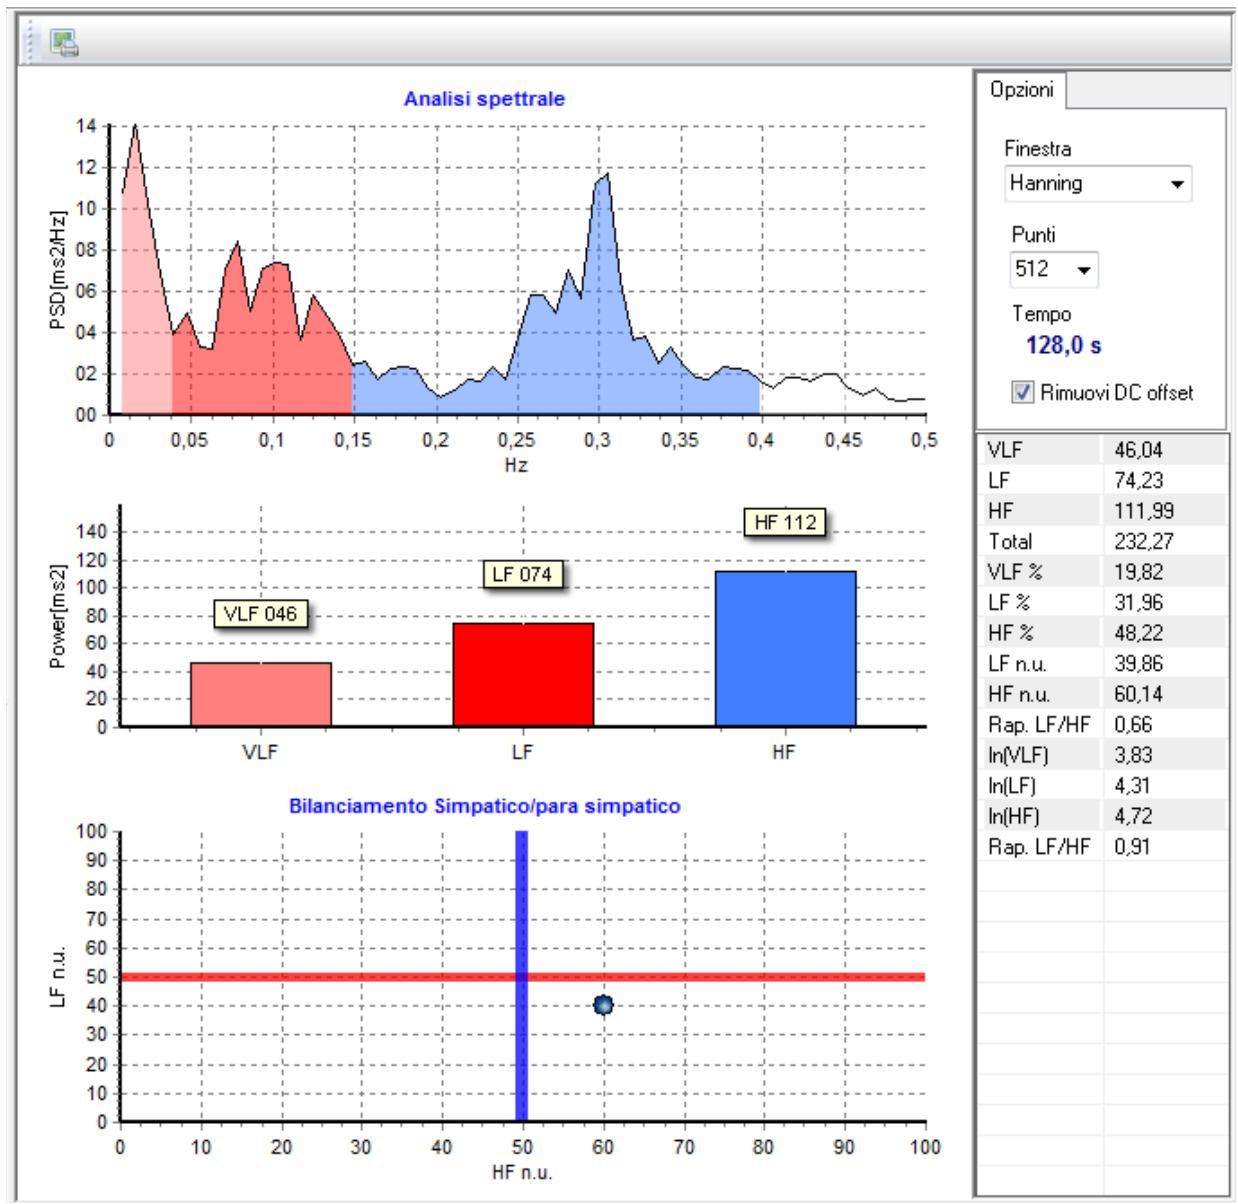 Analisi spettrale
14
12
10
08
06
04
02
00
PSD[ms2/Hz]
0 0,05 0,1 0,15 0,2 0,25 0,3 0,35 0,4 0,45 0,5
Hz
140
120
100
80
60
40
20
0
Power[ms2]
VLF 046
LF 074
HF 112
VLF LF HF
Bilanciamento Simpatico/para simpatico
100
90
80
70
60
50
40
30
20
10
0
LF n.u.
0 10 20 30 40 50 60 70 80 90 100
HF n.u.
Opzioni
Finestra
Hanning
Punti
512
Tempo
128,0 s
Rimuovi DC offset
VLF 46,04
LF 74,23
HF 111,99
Total 232,27
VLF % 19,82
LF % 31,96
HF % 48,22
LF n.u. 39,86
HF n.u. 60,14
Rap. LF/HF 0,66
ln(VLF) 3,83
ln(LF) 4,31
ln(HF) 4,72
Rap. LF/HF 0,91